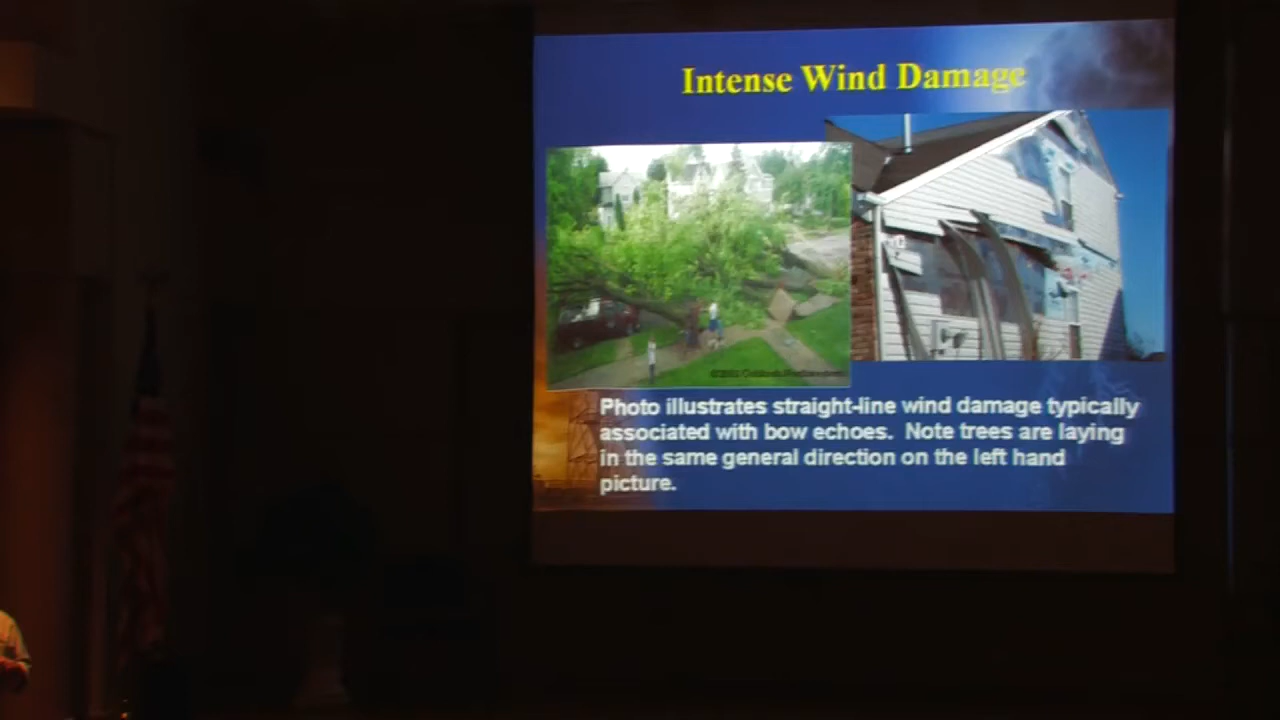 Intense Wind Damage
Photo illustrates straight-line wind damage typically
associated with bow echoes.  Note trees are laying
in the same general direction on the left hand
picture.